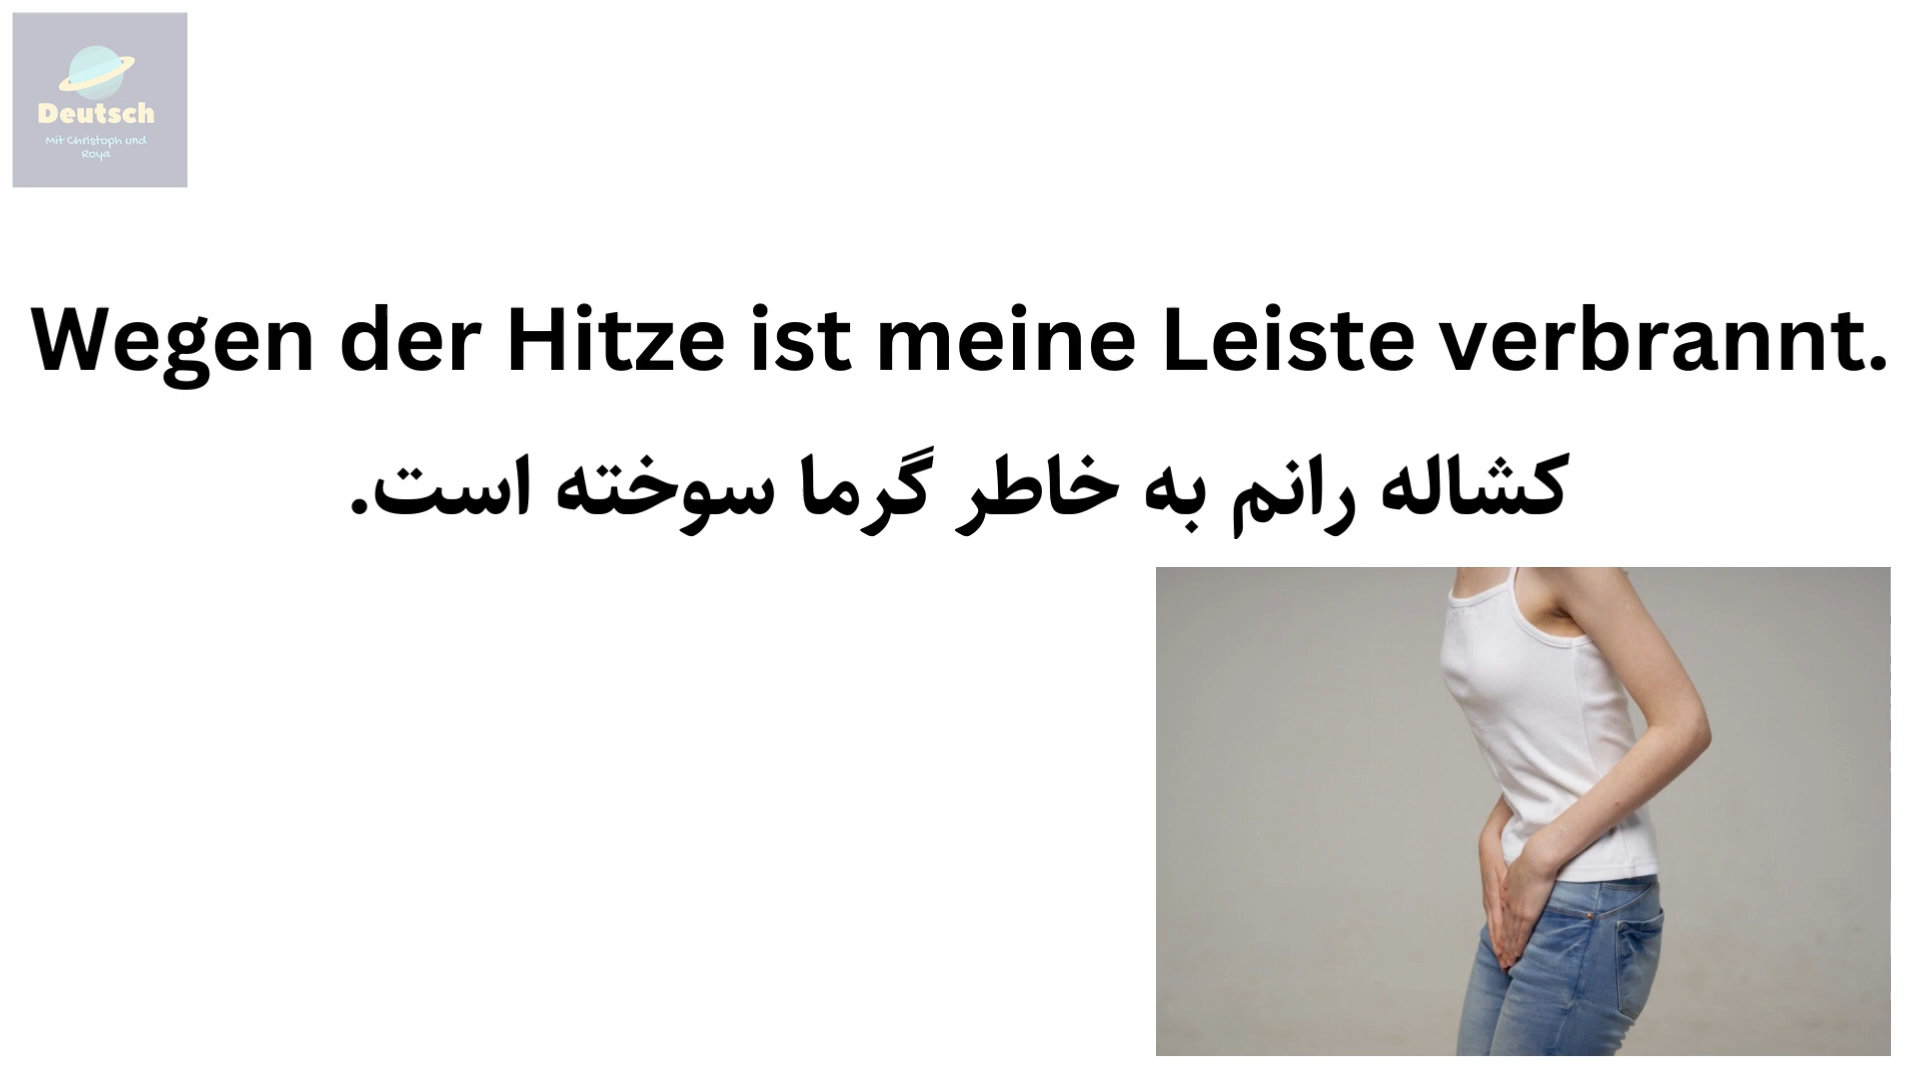 Deutsch
Mit Christoph und
Roya
Wegen der Hitze ist meine Leiste verbrannt.
کشاله رانم به خاطر گرما سوخته است.